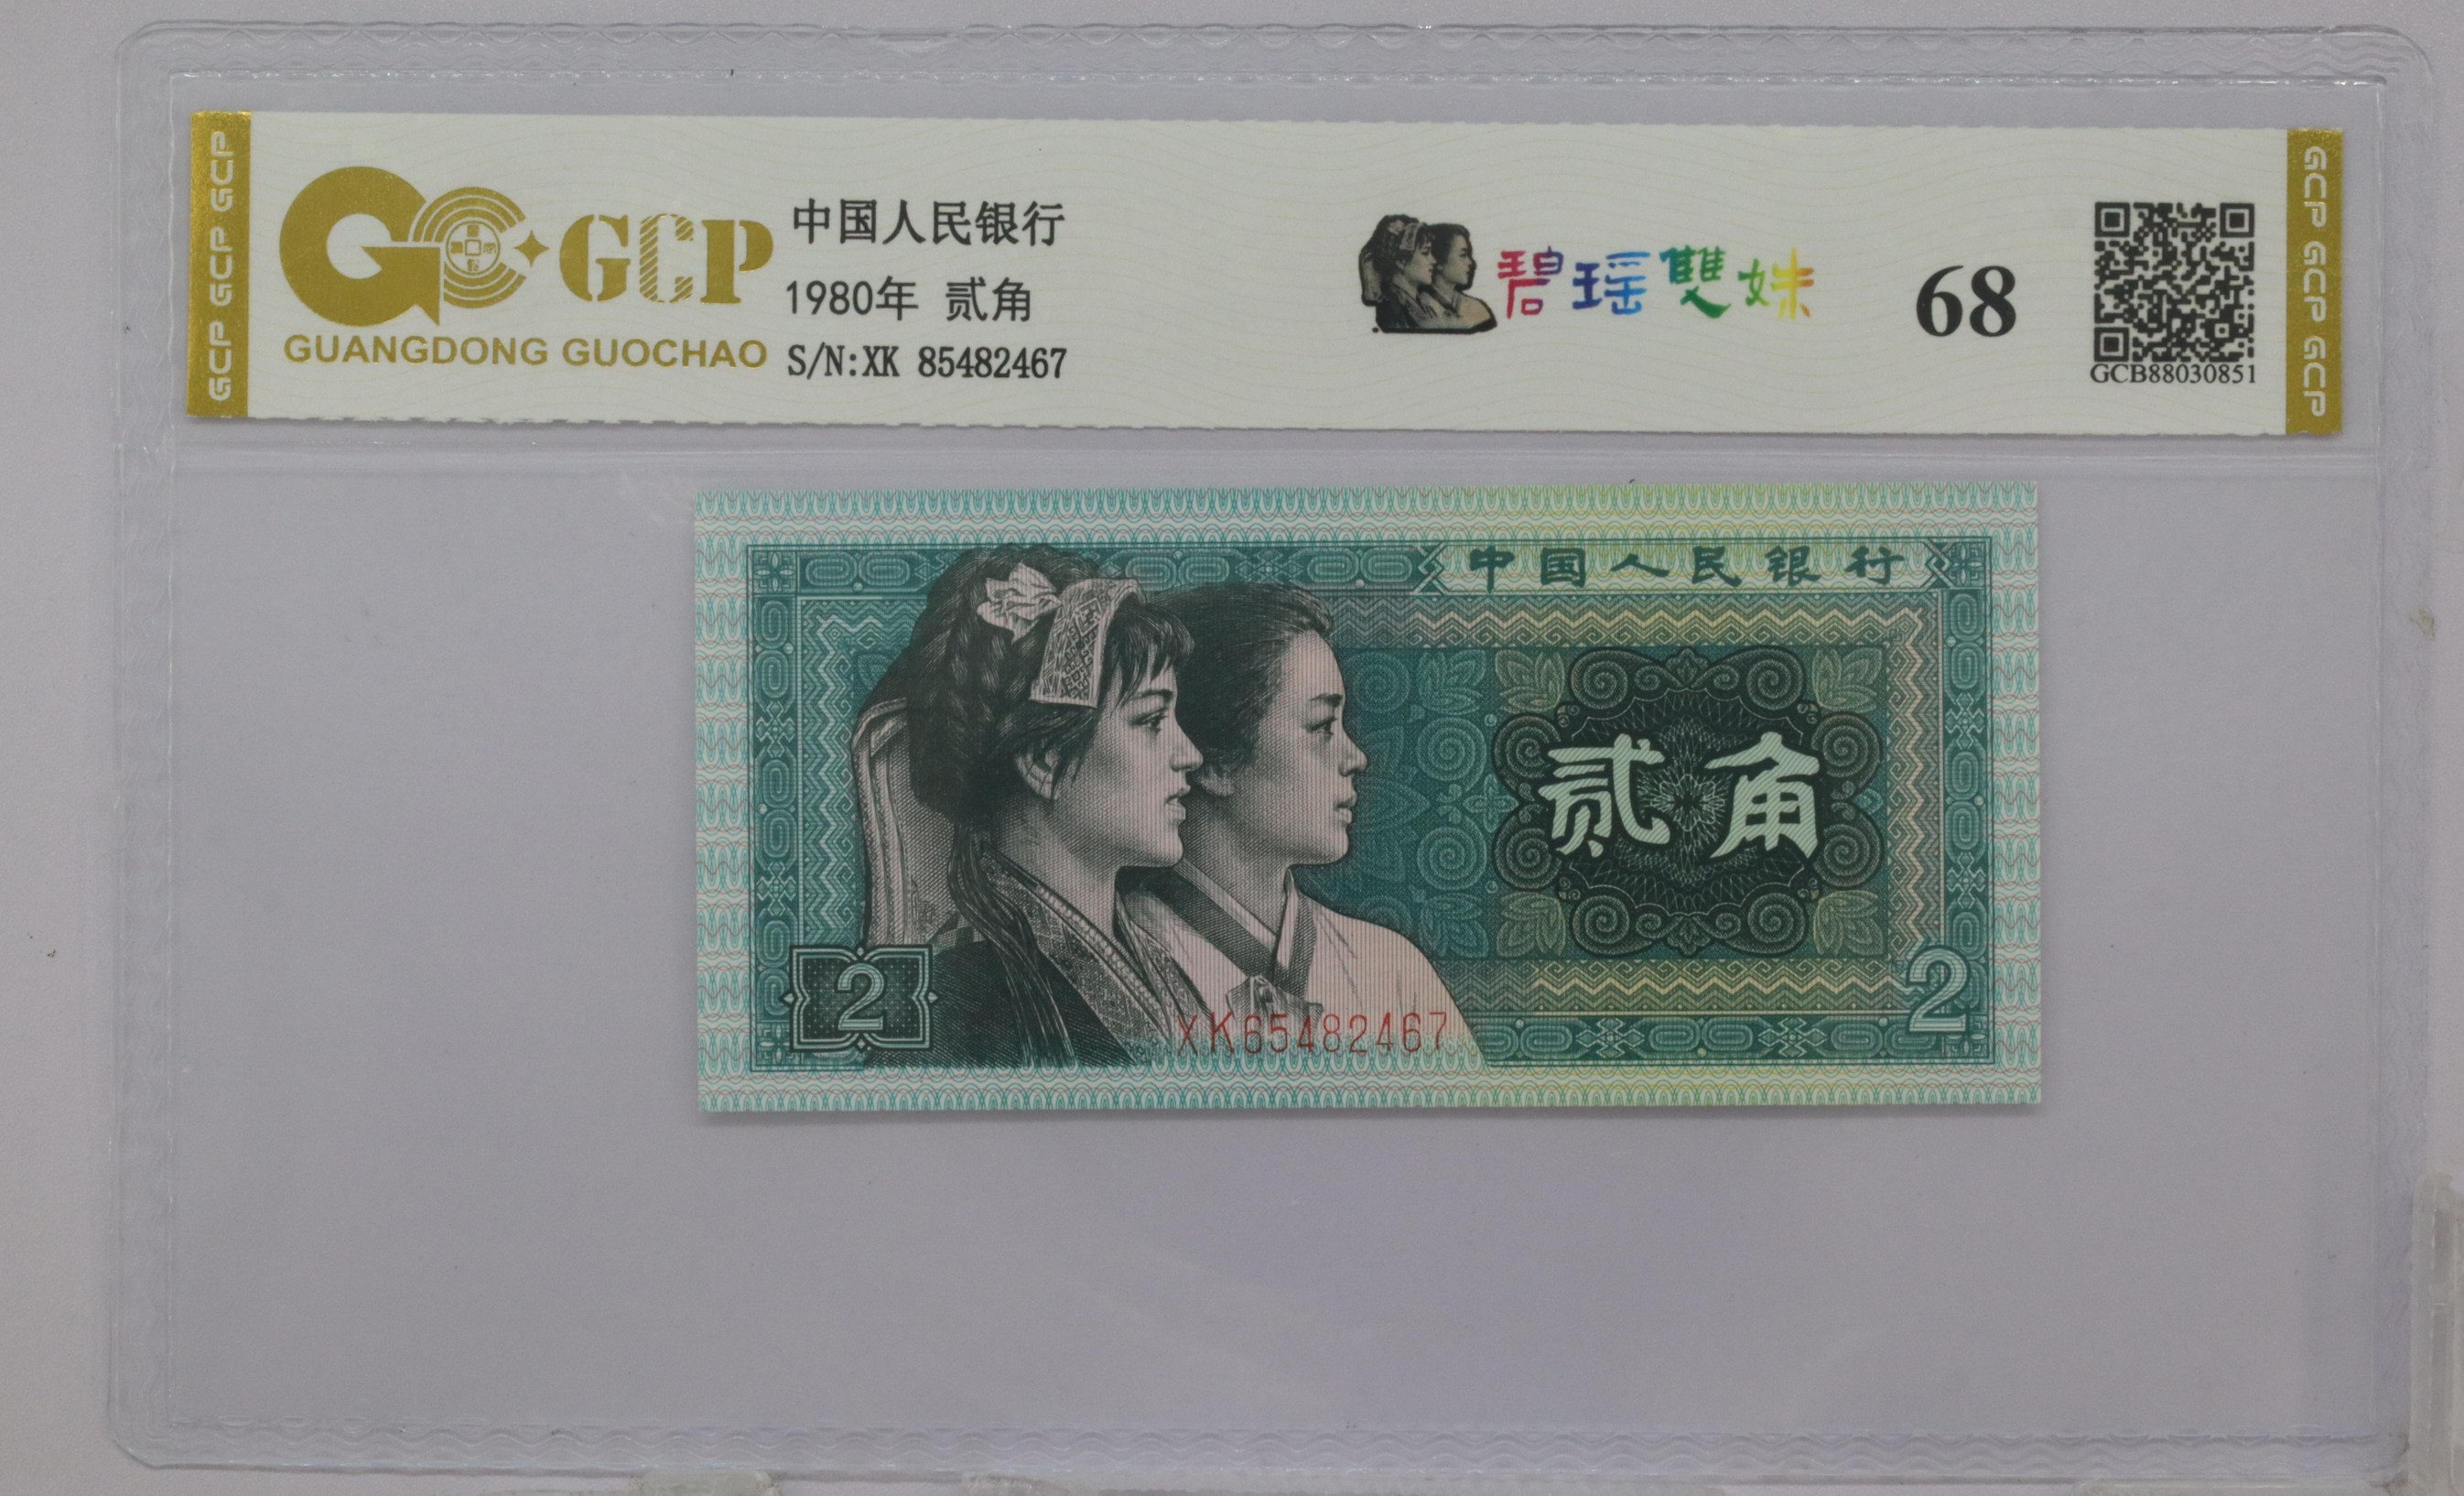 GCP GCP GCP
GCP
GUANGDONG GUOCHAO
中国人民银行
1980年 贰角
S/N:XK 85482467
碧瑶雙妹
68
GCB88030851
GCP GCP GCP
中国人民银行
贰角
2
XK65482467
2